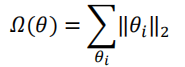 Ω(θ) = ∑_{θ_i} ‖θ_i‖_2